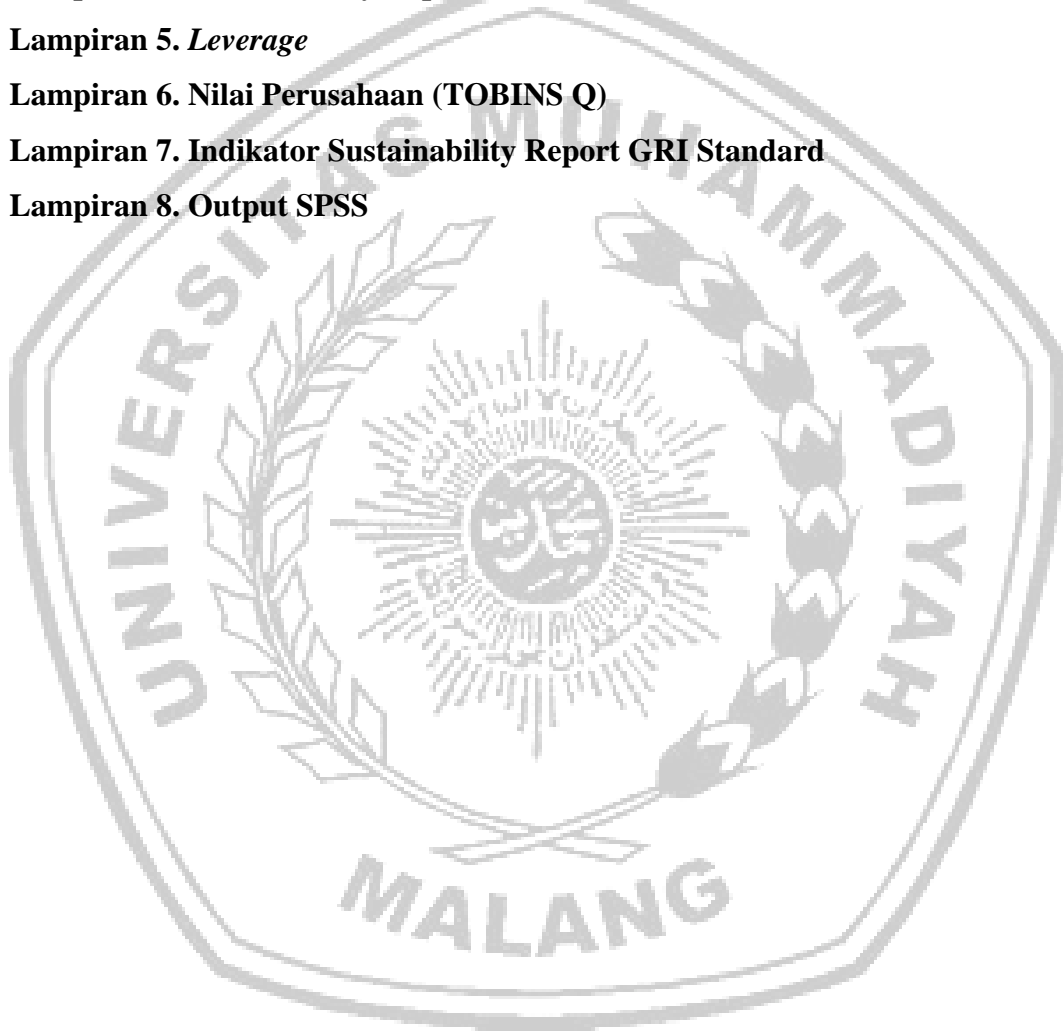 Lampiran 5. Leverage
Lampiran 6. Nilai Perusahaan (TOBINS Q)
Lampiran 7. Indikator Sustainability Report GRI Standard
Lampiran 8. Output SPSS
UNIVERSITAS MUHAMMADIYAH
MALANG